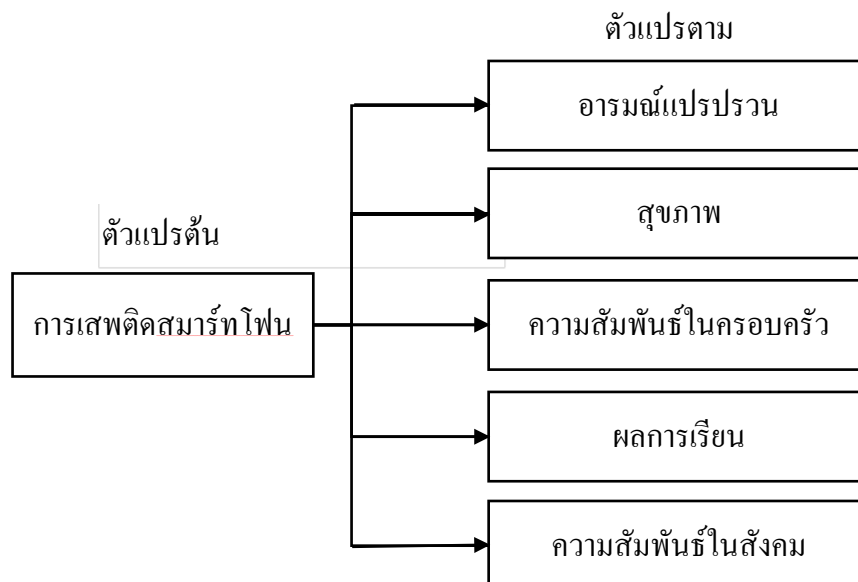 ตัวแปรตาม
อารมณ์แปรปรวน
สุขภาพ
ตัวแปรต้น
การเสพติดสมาร์ทโฟน
ความสัมพันธ์ในครอบครัว
ผลการเรียน
ความสัมพันธ์ในสังคม